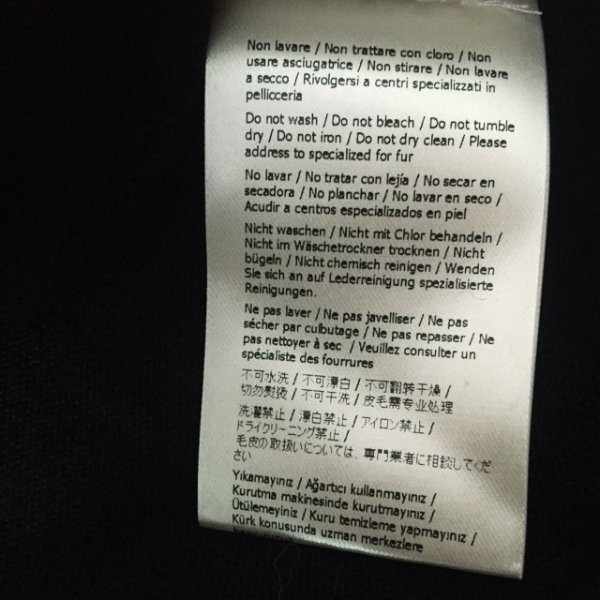 Non lavare / Non trattare con cloro / Non
usare asciugatrice / Non stirare / Non lavare
a secco / Rivolgersi a centri specializzati in
pellicceria
Do not wash / Do not bleach / Do not tumble
dry / Do not iron / Do not dry clean / Please
address to specialized for fur
No lavar / No tratar con lejía / No secar en
secadora / No planchar / No lavar en seco /
Acudir a centros especializados en piel
Nicht waschen / Nicht mit Chlor behandeln /
Nicht im Wäschetrockner trocknen / Nicht
bügeln / Nicht chemisch reinigen / Wenden
Sie sich an auf Lederreinigung spezialisierte
Reinigungen.
Ne pas laver / Ne pas javelliser / Ne pas
sécher par culbutage / Ne pas repasser / Ne
pas nettoyer à sec / Veuillez consulter un
spécialiste des fourrures
不可水洗 / 不可漂白 / 不可翻转干燥 /
切勿熨烫 / 不可干洗 / 皮毛需专业处理
洗濯禁止 / 漂白禁止 / アイロン禁止 /
ドライクリーニング禁止 /
毛皮の取扱いについては、専門業者に相談してくだ
さい
Yıkamayınız / Ağartıcı kullanmayınız /
Kurutma makinesinde kurutmayınız /
Ütülemeyiniz / Kuru temizleme yapmayınız /
Kürk konusunda uzman merkezlere